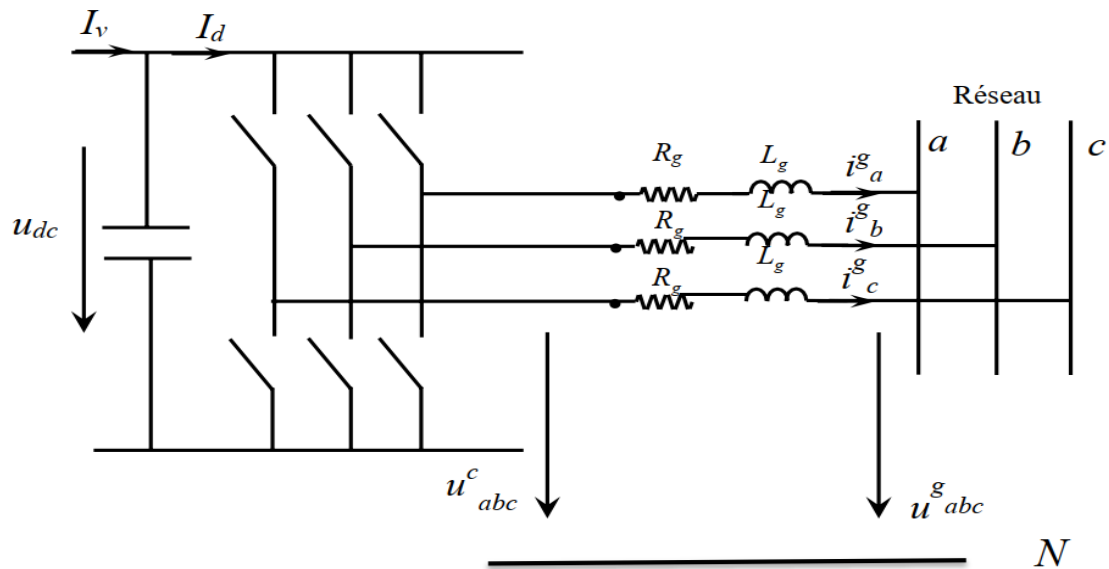 I_v
I_d
Réseau
a
b
c
R_g
L_g
i^g_a
L_g
R_g
i^g_b
L_g
R_g
i^g_c
u_dc
u^c_abc
u^g_abc
N